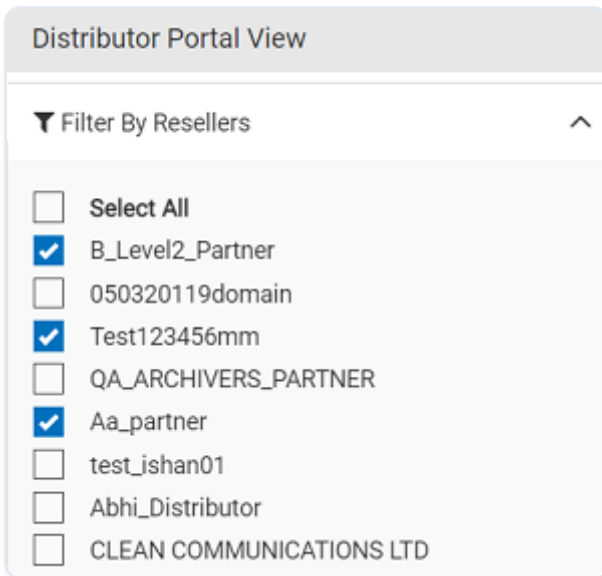 Distributor Portal View
Filter By Resellers
Select All
B_Level2_Partner
050320119domain
Test123456mm
QA_ARCHIVERS_PARTNER
Aa_partner
test_ishan01
Abhi_Distributor
CLEAN COMMUNICATIONS LTD